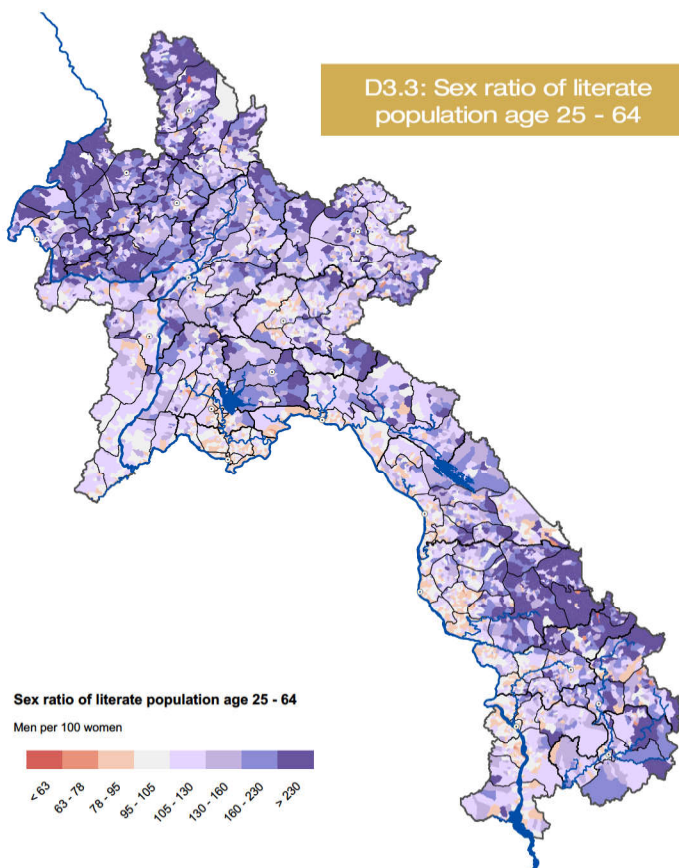 D3.3: Sex ratio of literate
population age 25 - 64
Sex ratio of literate population age 25 - 64
Men per 100 women
< 63
63 - 78
78 - 95
95 - 105
105 - 130
130 - 160
160 - 230
> 230